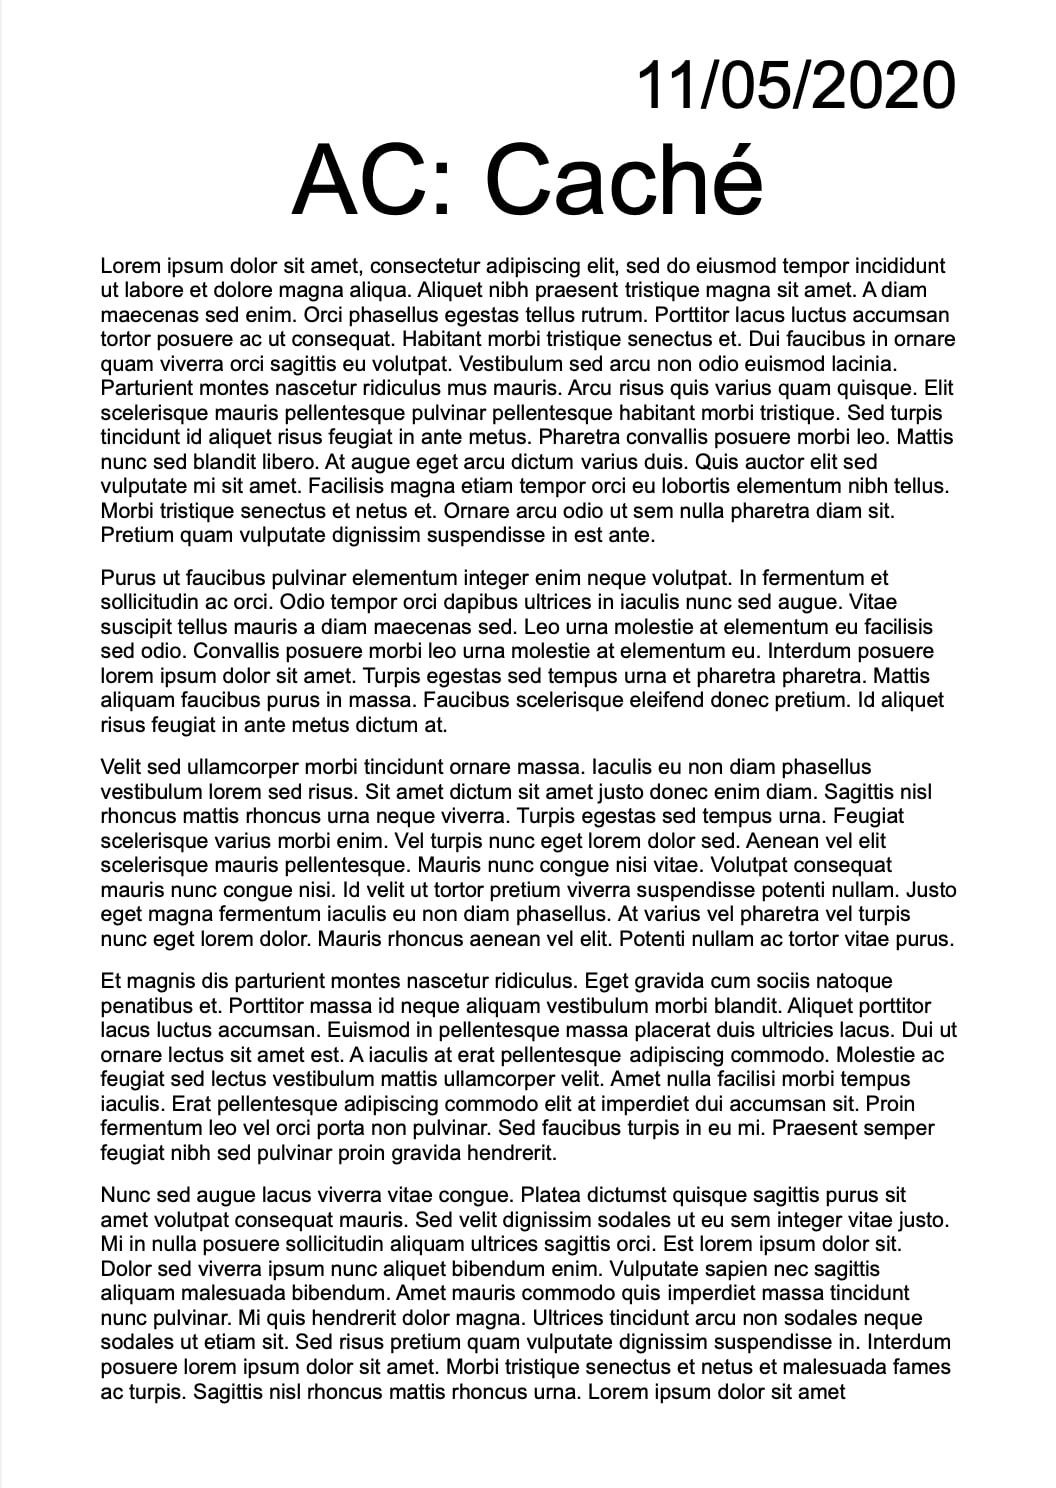 11/05/2020
AC: Caché
Lorem ipsum dolor sit amet, consectetur adipiscing elit, sed do eiusmod tempor incididunt
ut labore et dolore magna aliqua. Aliquet nibh praesent tristique magna sit amet. A diam
maecenas sed enim. Orci phasellus egestas tellus rutrum. Porttitor lacus luctus accumsan
tortor posuere ac ut consequat. Habitant morbi tristique senectus et. Dui faucibus in ornare
quam viverra orci sagittis eu volutpat. Vestibulum sed arcu non odio euismod lacinia.
Parturient montes nascetur ridiculus mus mauris. Arcu risus quis varius quam quisque. Elit
scelerisque mauris pellentesque pulvinar pellentesque habitant morbi tristique. Sed turpis
tincidunt id aliquet risus feugiat in ante metus. Pharetra convallis posuere morbi leo. Mattis
nunc sed blandit libero. At augue eget arcu dictum varius duis. Quis auctor elit sed
vulputate mi sit amet. Facilisis magna etiam tempor orci eu lobortis elementum nibh tellus.
Morbi tristique senectus et netus et. Ornare arcu odio ut sem nulla pharetra diam sit.
Pretium quam vulputate dignissim suspendisse in est ante.
Purus ut faucibus pulvinar elementum integer enim neque volutpat. In fermentum et
sollicitudin ac orci. Odio tempor orci dapibus ultrices in iaculis nunc sed augue. Vitae
suscipit tellus mauris a diam maecenas sed. Leo urna molestie at elementum eu facilisis
sed odio. Convallis posuere morbi leo urna molestie at elementum eu. Interdum posuere
lorem ipsum dolor sit amet. Turpis egestas sed tempus urna et pharetra pharetra. Mattis
aliquam faucibus purus in massa. Faucibus scelerisque eleifend donec pretium. Id aliquet
risus feugiat in ante metus dictum at.
Velit sed ullamcorper morbi tincidunt ornare massa. Iaculis eu non diam phasellus
vestibulum lorem sed risus. Sit amet dictum sit amet justo donec enim diam. Sagittis nisl
rhoncus mattis rhoncus urna neque viverra. Turpis egestas sed tempus urna. Feugiat
scelerisque varius morbi enim. Vel turpis nunc eget lorem dolor sed. Aenean vel elit
scelerisque mauris pellentesque. Mauris nunc congue nisi vitae. Volutpat consequat
mauris nunc congue nisi. Id velit ut tortor pretium viverra suspendisse potenti nullam. Justo
eget magna fermentum iaculis eu non diam phasellus. At varius vel pharetra vel turpis
nunc eget lorem dolor. Mauris rhoncus aenean vel elit. Potenti nullam ac tortor vitae purus.
Et magnis dis parturient montes nascetur ridiculus. Eget gravida cum sociis natoque
penatibus et. Porttitor massa id neque aliquam vestibulum morbi blandit. Aliquet porttitor
lacus luctus accumsan. Euismod in pellentesque massa placerat duis ultricies lacus. Dui ut
ornare lectus sit amet est. A iaculis at erat pellentesque adipiscing commodo. Molestie ac
feugiat sed lectus vestibulum mattis ullamcorper velit. Amet nulla facilisi morbi tempus
iaculis. Erat pellentesque adipiscing commodo elit at imperdiet dui accumsan sit. Proin
fermentum leo vel orci porta non pulvinar. Sed faucibus turpis in eu mi. Praesent semper
feugiat nibh sed pulvinar proin gravida hendrerit.
Nunc sed augue lacus viverra vitae congue. Platea dictumst quisque sagittis purus sit
amet volutpat consequat mauris. Sed velit dignissim sodales ut eu sem integer vitae justo.
Mi in nulla posuere sollicitudin aliquam ultrices sagittis orci. Est lorem ipsum dolor sit.
Dolor sed viverra ipsum nunc aliquet bibendum enim. Vulputate sapien nec sagittis
aliquam malesuada bibendum. Amet mauris commodo quis imperdiet massa tincidunt
nunc pulvinar. Mi quis hendrerit dolor magna. Ultrices tincidunt arcu non sodales neque
sodales ut etiam sit. Sed risus pretium quam vulputate dignissim suspendisse in. Interdum
posuere lorem ipsum dolor sit amet. Morbi tristique senectus et netus et malesuada fames
ac turpis. Sagittis nisl rhoncus mattis rhoncus urna. Lorem ipsum dolor sit amet